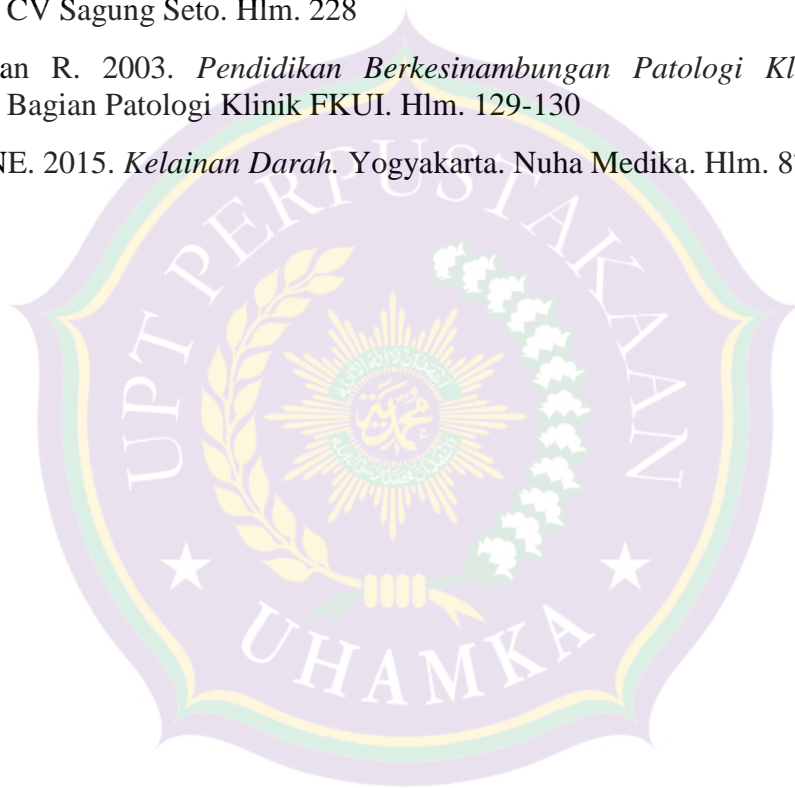 CV Sagung Seto. Hlm. 228
an R. 2003. Pendidikan Berkesinambungan Patologi Kl
Bagian Patologi Klinik FKUI. Hlm. 129-130
NE. 2015. Kelainan Darah. Yogyakarta. Nuha Medika. Hlm. 8
UPT PERPUSTAKAAN
UHAMKA